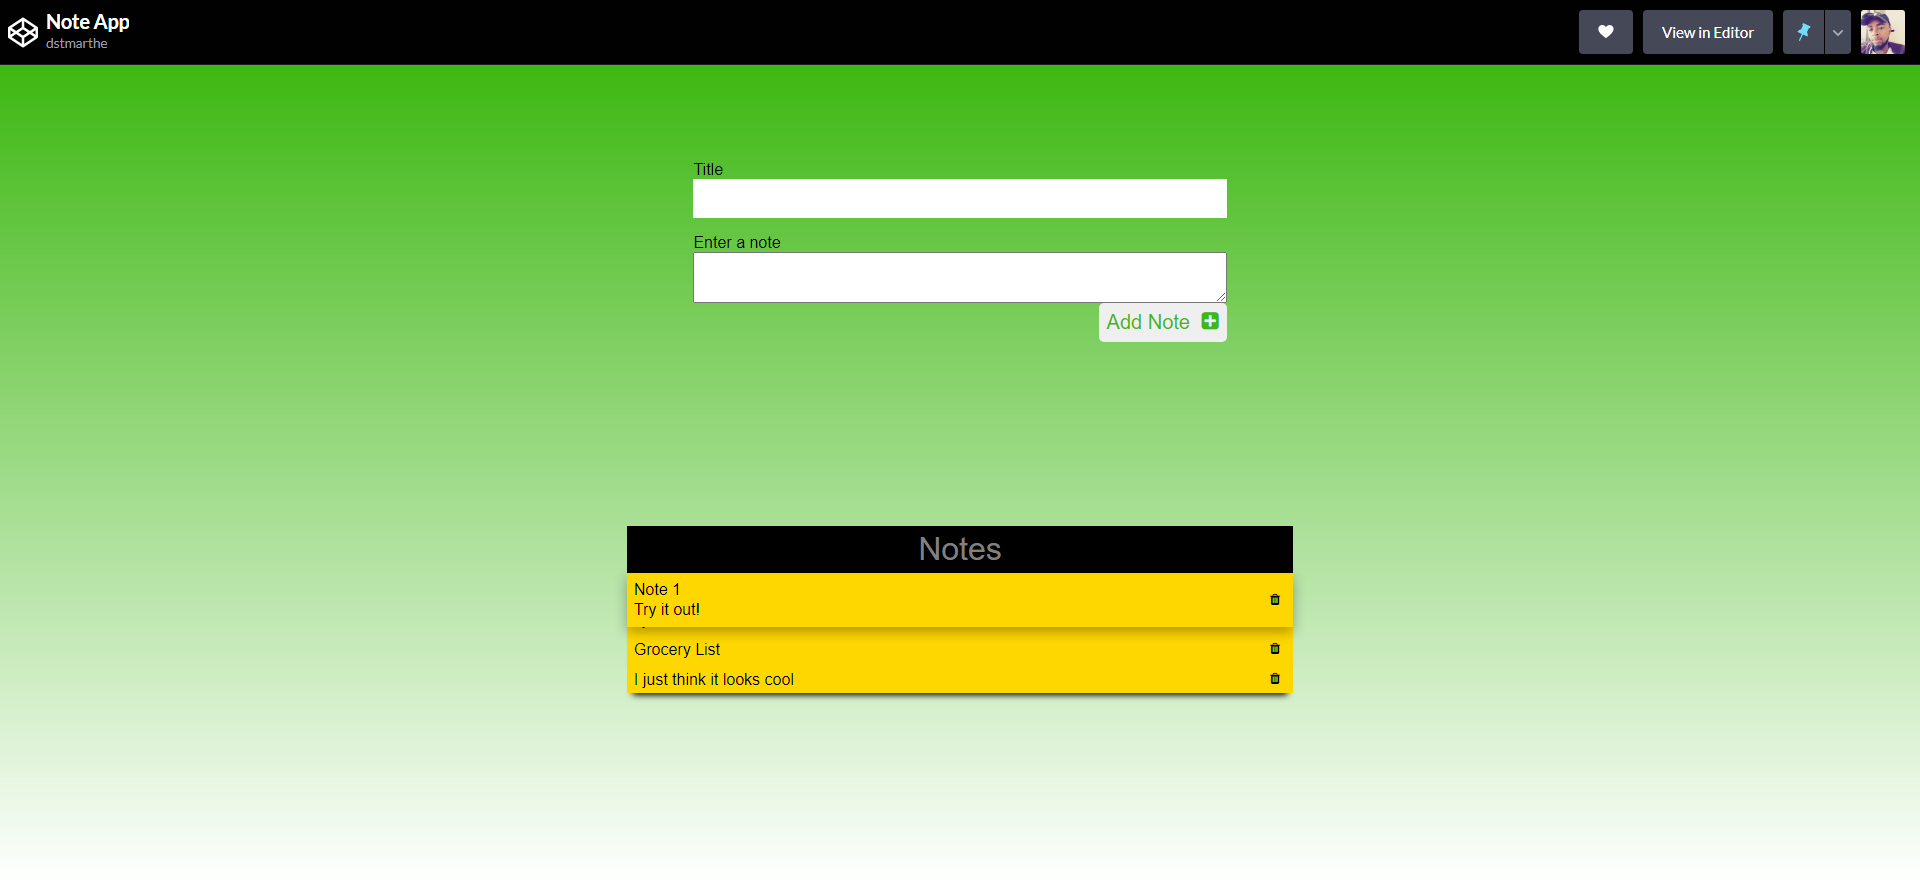 Note App
dstmarthe
View in Editor
Title
Enter a note
Add Note
Notes
Note 1
Try it out!
Grocery List
I just think it looks cool